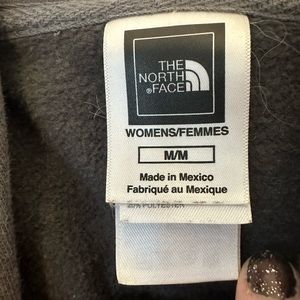 THE
NORTH
FACE
WOMENS/FEMMES
M/M
Made in Mexico
Fabriqué au Mexique